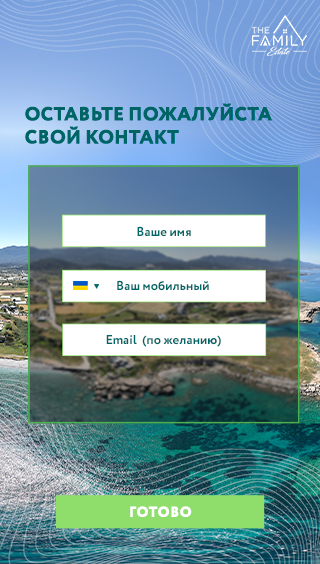 THE
FAMILY
Estate
ОСТАВЬТЕ ПОЖАЛУЙСТА
СВОЙ КОНТАКТ
Ваше имя
Ваш мобильный
Email (по желанию)
ГОТОВО